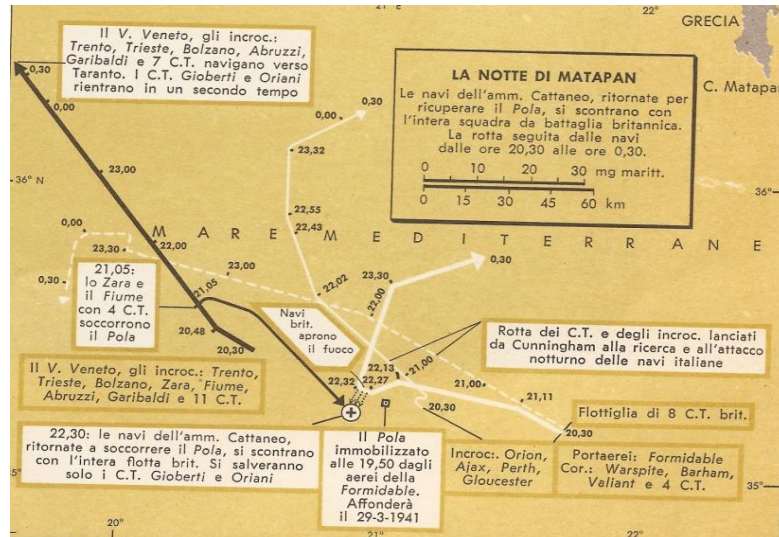 21° E
22°
GRECIA
C. Matapan
Il V. Veneto, gli incroc.:
Trento, Trieste, Bolzano, Abruzzi,
Garibaldi e 7 C.T. navigano verso
Taranto. I C.T. Gioberti e Oriani
rientrano in un secondo tempo
LA NOTTE DI MATAPAN
Le navi dell'amm. Cattaneo, ritornate per
ricuperare il Pola, si scontrano con
l'intera squadra da battaglia britannica.
La rotta seguita dalle navi
dalle ore 20,30 alle ore 0,30.
0 10 20 30 mg maritt.
0 15 30 45 60 km
0,30
0,00
23,00
22,00
36° N
36°
0,30
0,00
23,32
22,55
22,43
22,02
MARE MEDITERRANE
0,00
23,30
0,30
23,00
21,05
20,48
20,30
21,05:
lo Zara e
il Fiume
con 4 C.T.
soccorrono
il Pola
Navi
brit.
aprono
il fuoco
23,30
22,00
0,30
Rotta dei C.T. e degli incroc. lanciati
da Cunningham alla ricerca e all'attacco
notturno delle navi italiane
22,13
21,00
22,32
22,27
21,00
21,11
20,30
20,30
Il V. Veneto, gli incroc.: Trento,
Trieste, Bolzano, Zara, Fiume,
Abruzzi, Garibaldi e 11 C.T.
Flottiglia di 8 C.T. brit.
22,30: le navi dell'amm. Cattaneo,
ritornate a soccorrere il Pola, si scontrano
con l'intera flotta brit. Si salveranno
solo i C.T. Gioberti e Oriani
Il Pola
immobilizzato
alle 19,50 dagli
aerei della
Formidable.
Affonderà
il 29-3-1941
Incroc: Orion,
Ajax, Perth,
Gloucester
Portaerei: Formidable
Cor.: Warspite, Barham,
Valiant e 4 C.T.
35°
35°
20°
21°
22°